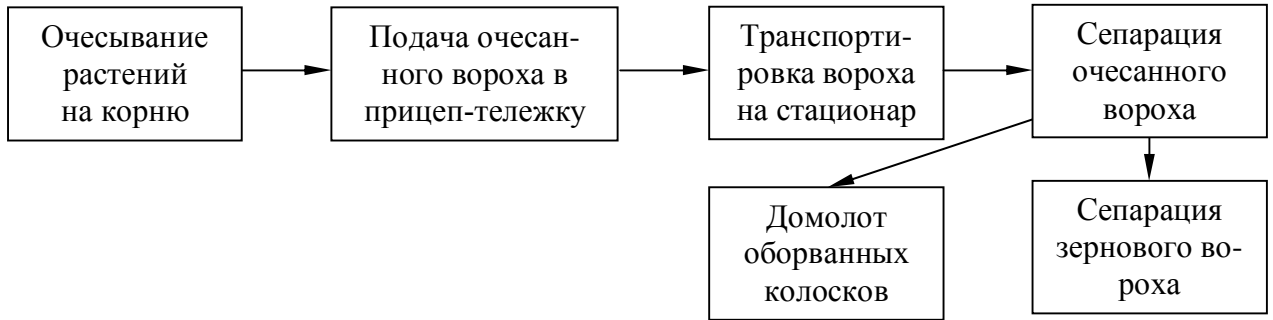 Очесывание
растений
на корню
Подача очесан-
ного вороха в
прицеп-тележку
Транспорти-
ровка вороха
на стационар
Сепарация
очесанного
вороха
Домолот
оборванных
колосков
Сепарация
зернового во-
роха